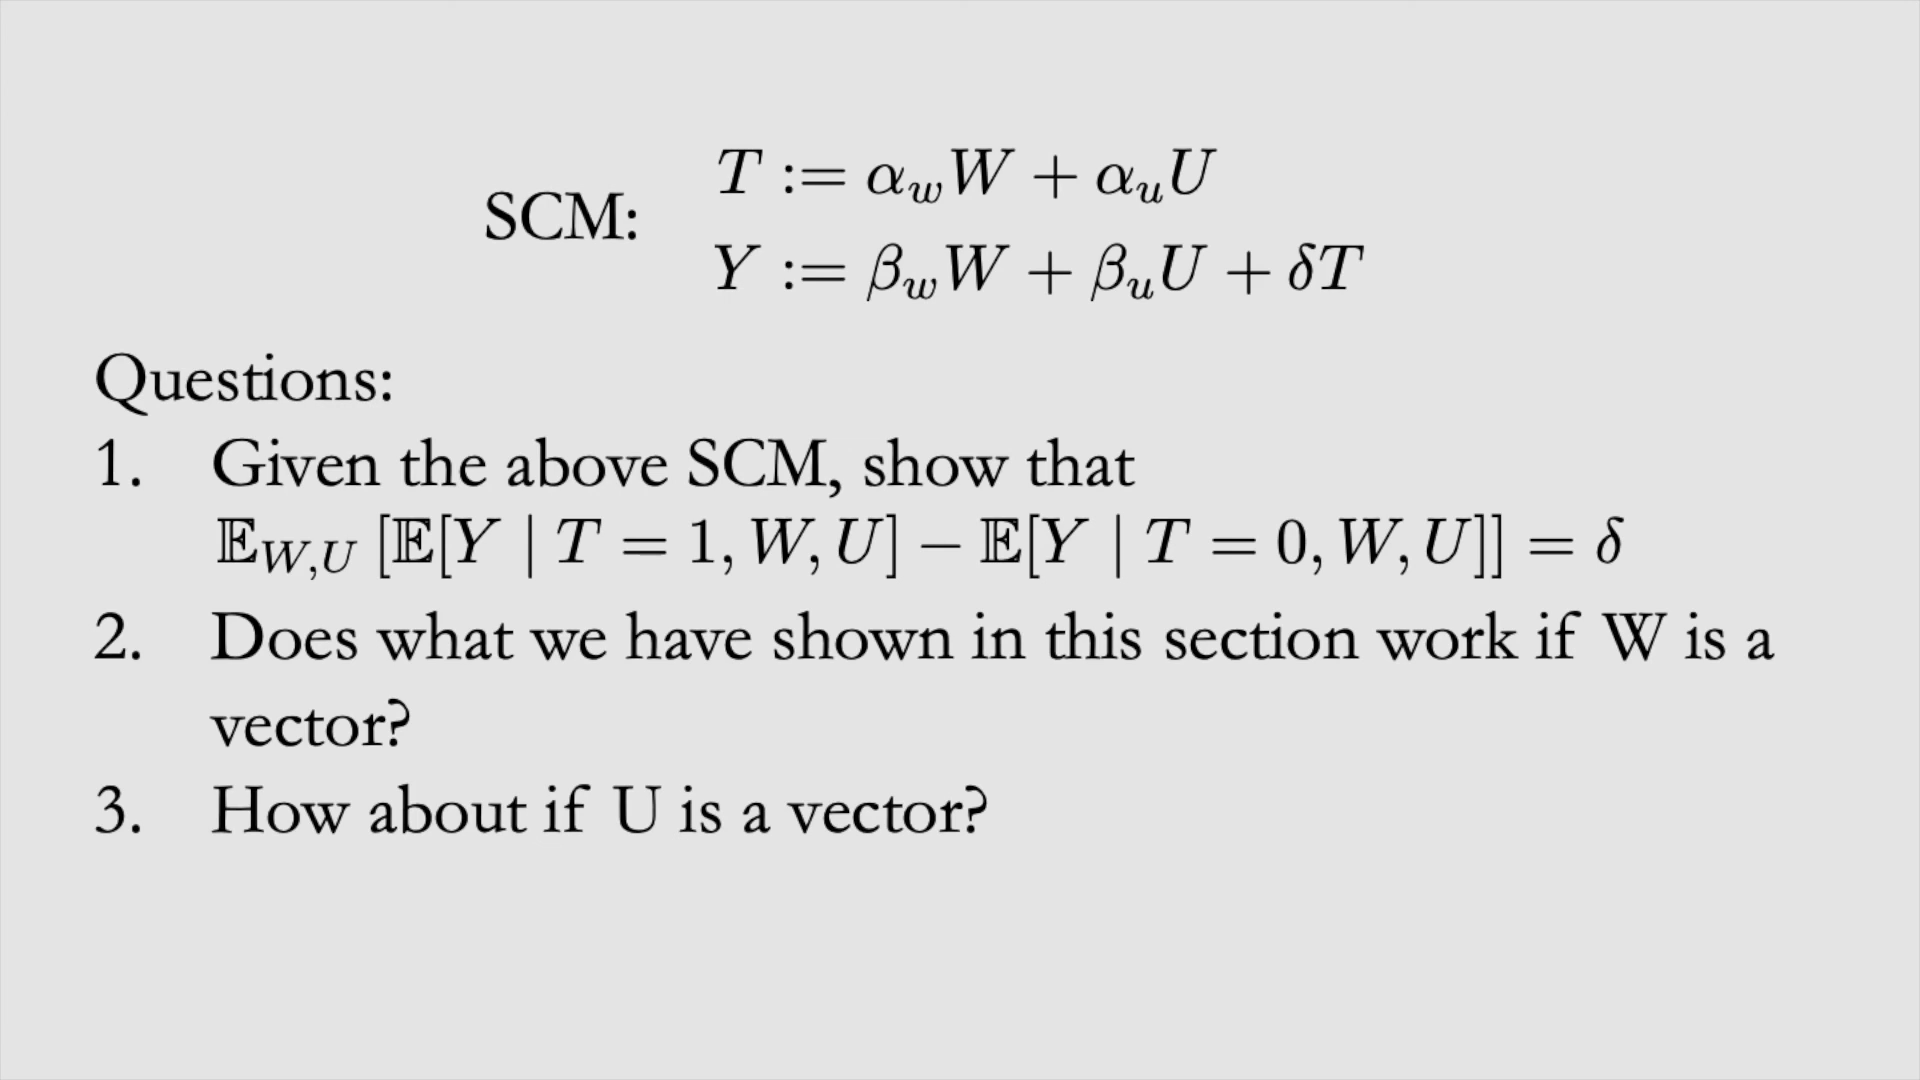 SCM:
T := α_w W + α_u U
Y := β_w W + β_u U + δT
Questions:
1. Given the above SCM, show that
𝔼_{W,U} [𝔼[Y | T = 1, W, U] − 𝔼[Y | T = 0, W, U]] = δ
2. Does what we have shown in this section work if W is a
vector?
3. How about if U is a vector?